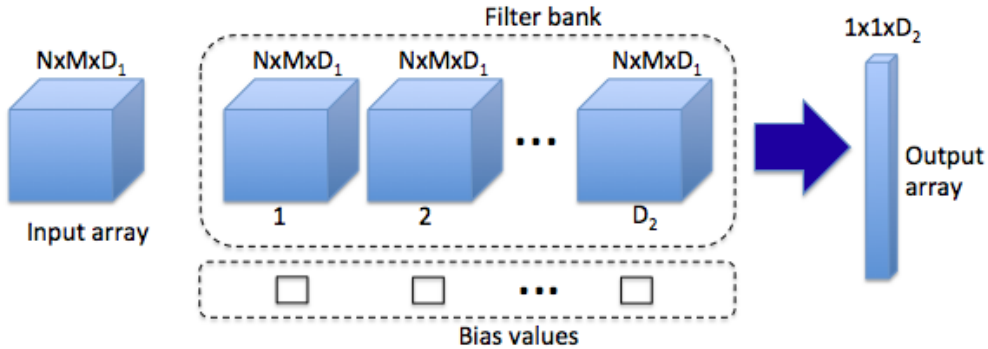 Filter bank
NxMxD₁
NxMxD₁
NxMxD₁
NxMxD₁
1x1xD₂
...
Input array
1
2
D₂
Output
array
...
Bias values